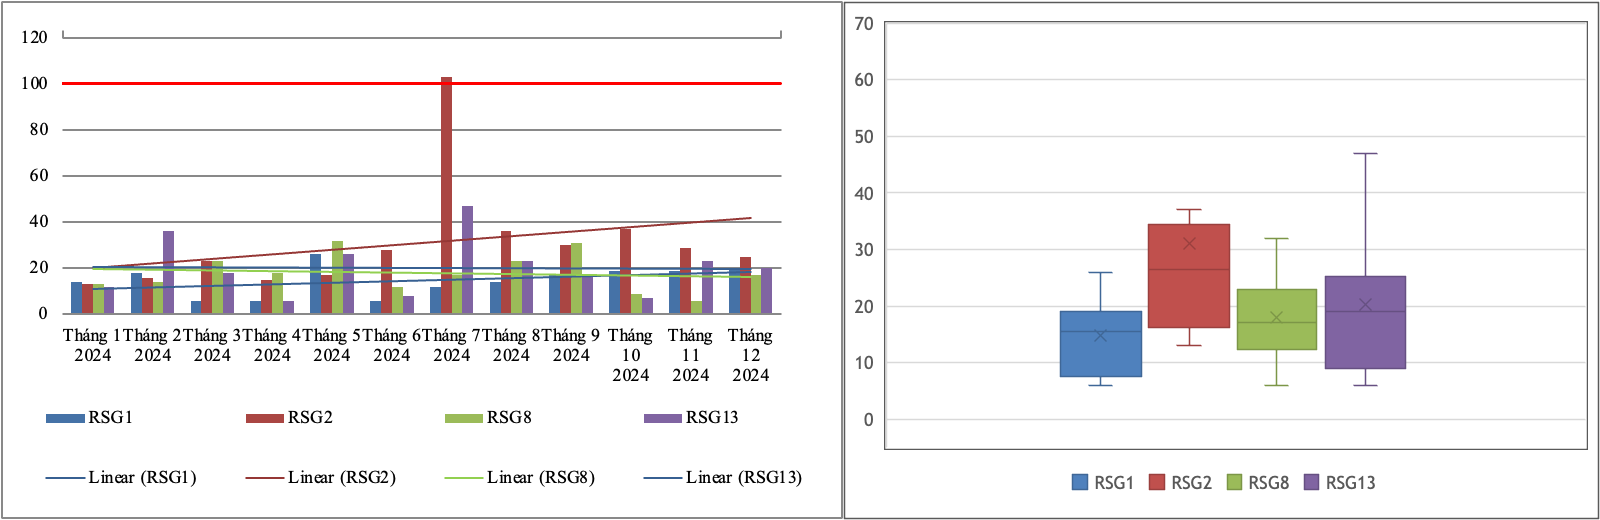 120
100
80
60
40
20
0
Tháng 1 Tháng 2 Tháng 3 Tháng 4 Tháng 5 Tháng 6 Tháng 7 Tháng 8 Tháng 9 Tháng Tháng Tháng
2024 2024 2024 2024 2024 2024 2024 2024 2024 10 11 12
2024 2024 2024
RSG1 RSG2 RSG8 RSG13
Linear (RSG1) Linear (RSG2) Linear (RSG8) Linear (RSG13)
70
60
50
40
30
20
10
0
RSG1 RSG2 RSG8 RSG13